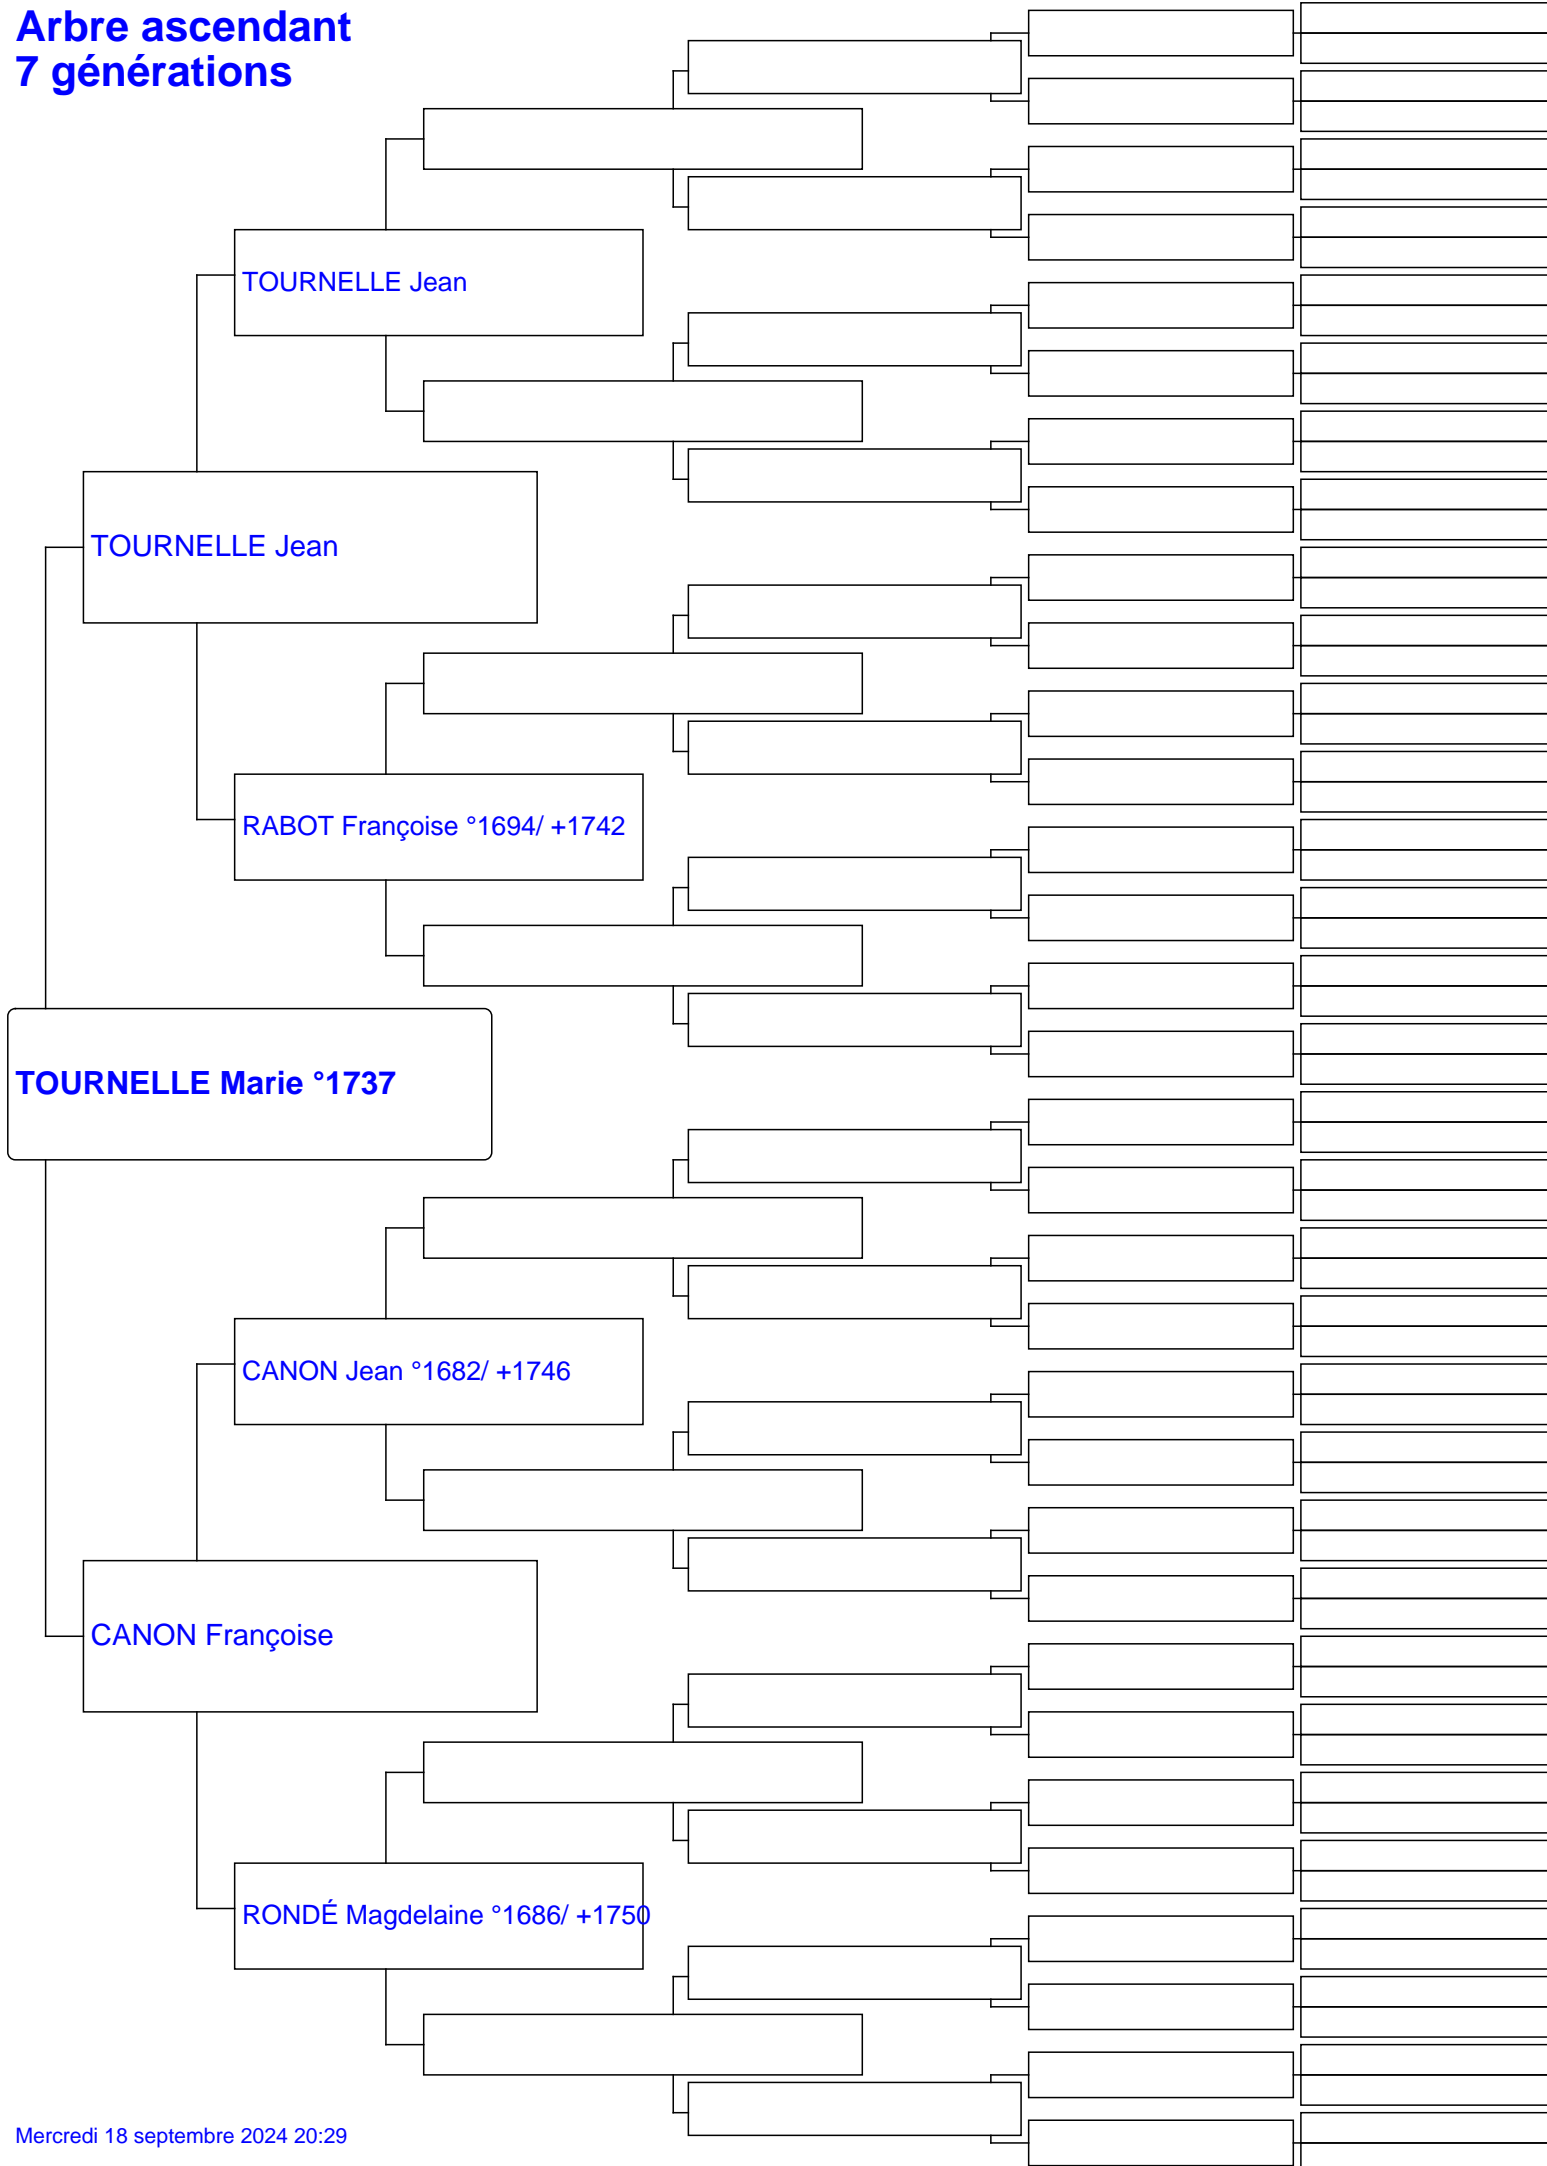 Arbre ascendant
7 générations
TOURNELLE Jean
TOURNELLE Jean
RABOT Françoise °1694/ +1742
TOURNELLE Marie °1737
CANON Jean °1682/ +1746
CANON Françoise
RONDÉ Magdelaine °1686/ +1750
Mercredi 18 septembre 2024 20:29